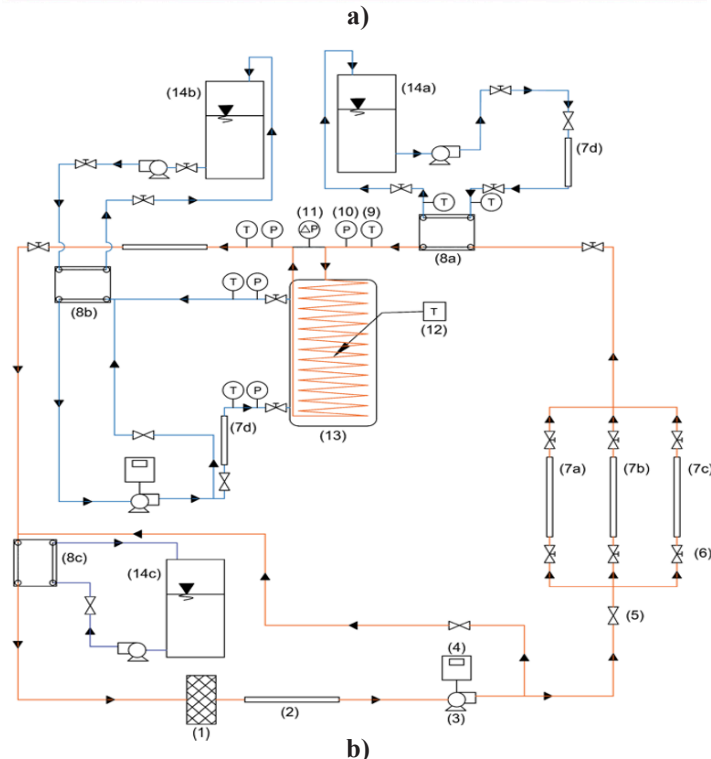 a)
(14b)
(14a)
(7d)
T
T
(11)
(10)
(9)
T
P
ΔP
P
T
(8a)
(8b)
T
P
T
(12)
T
P
(7d)
(13)
(7a)
(7b)
(7c)
(8c)
(6)
(14c)
(5)
(4)
(1)
(2)
(3)
b)